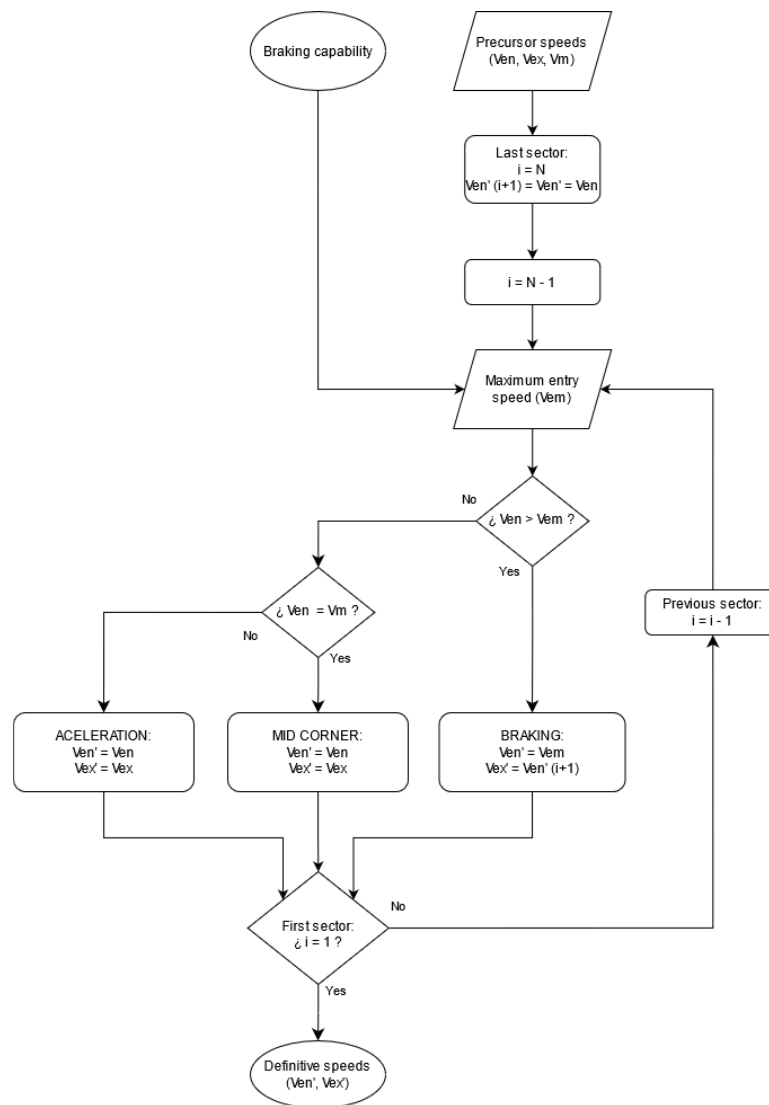 Braking capability
Precursor speeds
(Ven, Vex, Vm)
Last sector:
i = N
Ven' (i+1) = Ven' = Ven
i = N - 1
Maximum entry
speed (Vem)
¿ Ven > Vem ?
No
Yes
¿ Ven = Vm ?
No
Yes
Previous sector:
i = i - 1
ACELERATION:
Ven' = Ven
Vex' = Vex
MID CORNER:
Ven' = Ven
Vex' = Vex
BRAKING:
Ven' = Vem
Vex' = Ven' (i+1)
First sector:
¿ i = 1 ?
No
Yes
Definitive speeds
(Ven', Vex')